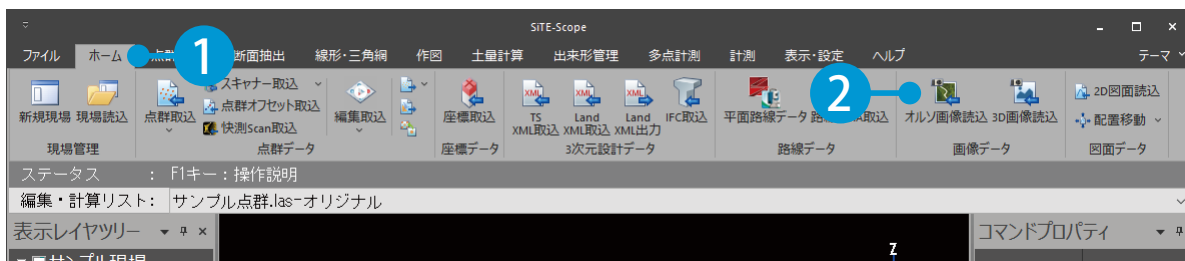 SiTE-Scope
ファイル ホーム 断面抽出 線形・三角網 作図 土量計算 出来形管理 多点計測 計測 表示・設定 ヘルプ テーマ
1
2
新規現場 現場読込 点群取込 スキャナー取込 編集取込 座標取込 TS XML取込 Land XML取込 Land XML出力 IFC取込 平面路線データ オルソ画像読込 3D画像読込 2D図面読込
点群オフセット取込
快測Scan取込 配置移動
現場管理 点群データ 座標データ 3次元設計データ 路線データ 画像データ 図面データ
ステータス : F1キー：操作説明
編集・計算リスト： サンプル点群.las-オリジナル
表示レイヤツリー コマンドプロパティ
Z
サンプル現場